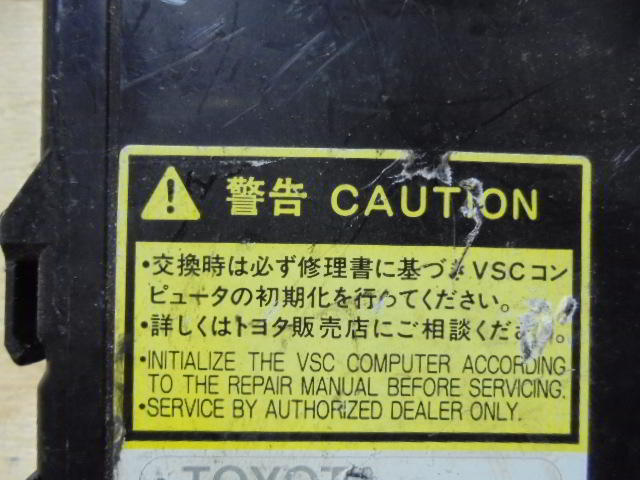 警告 CAUTION
・交換時は必ず修理書に基づきVSCコン
ピュータの初期化を行ってください。
・詳しくはトヨタ販売店にご相談ください。
・INITIALIZE THE VSC COMPUTER ACCORDING
TO THE REPAIR MANUAL BEFORE SERVICING.
・SERVICE BY AUTHORIZED DEALER ONLY.
TOYOT